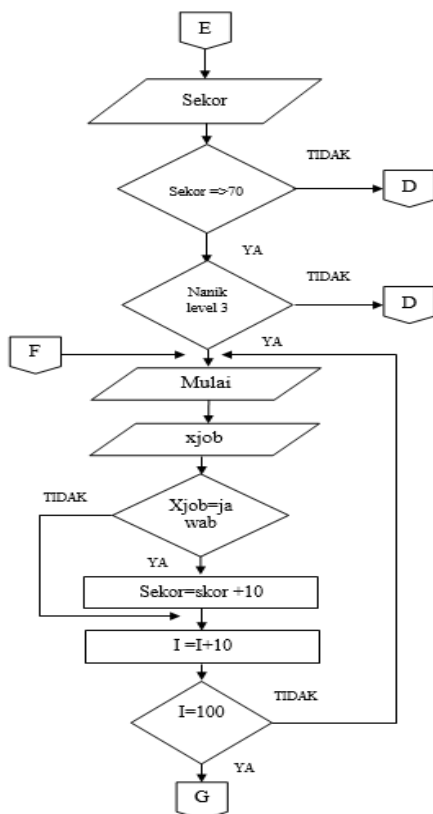 E
Sekor
TIDAK
Sekor =>70
D
YA
TIDAK
Nanik
level 3
D
YA
F
Mulai
xjob
TIDAK
Xjob=ja
wab
YA
Sekor=skor +10
I =I+10
TIDAK
I=100
YA
G